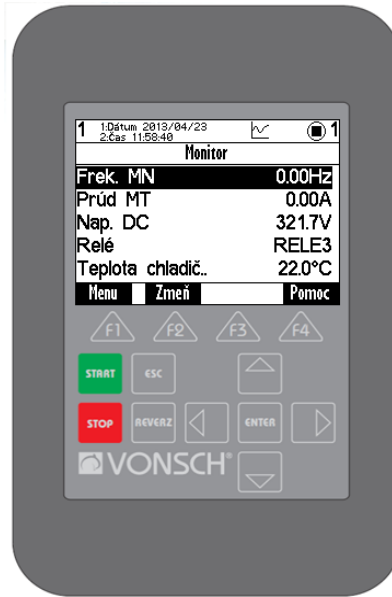 1 1:Dátum 2013/04/23 1
2:Čas 11:58:40
Monitor
Frek. MN 0.00Hz
Prúd MT 0.00A
Nap. DC 321.7V
Relé RELE3
Teplota chladič.. 22.0°C
Menu Zmeň Pomoc
F1 F2 F3 F4
START ESC
STOP REVERZ ENTER
VONSCH®